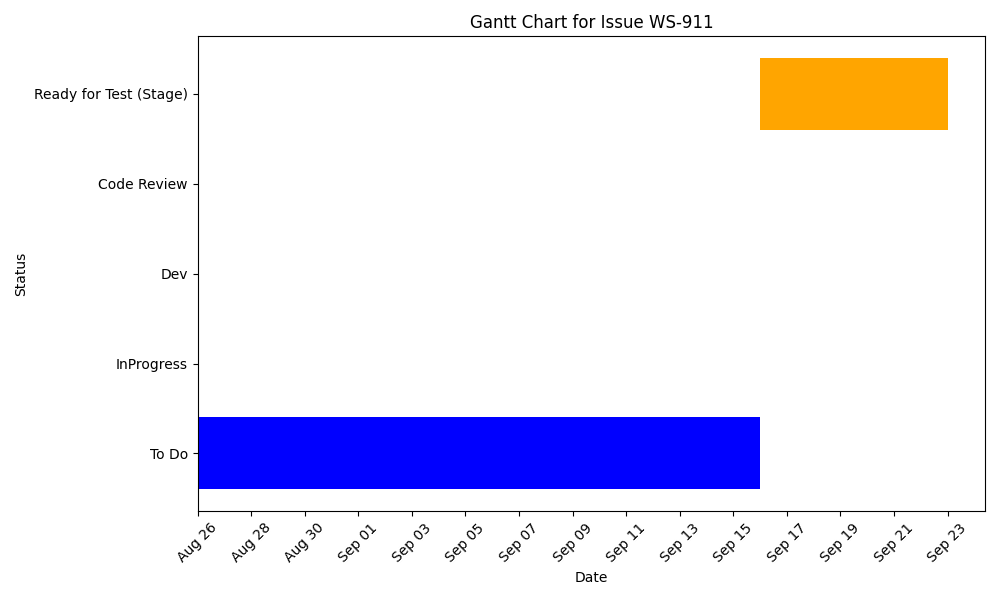 Gantt Chart for Issue WS-911
Status
Ready for Test (Stage)
Code Review
Dev
InProgress
To Do
Aug 26
Aug 28
Aug 30
Sep 01
Sep 03
Sep 05
Sep 07
Sep 09
Sep 11
Sep 13
Sep 15
Sep 17
Sep 19
Sep 21
Sep 23
Date